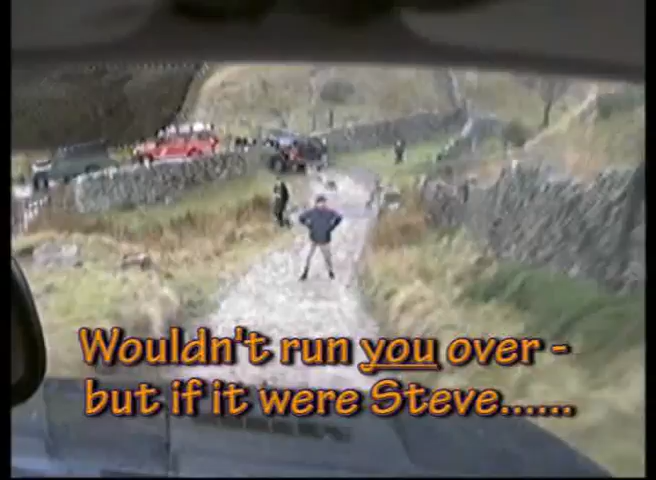 Wouldn't run you over -
but if it were Steve......